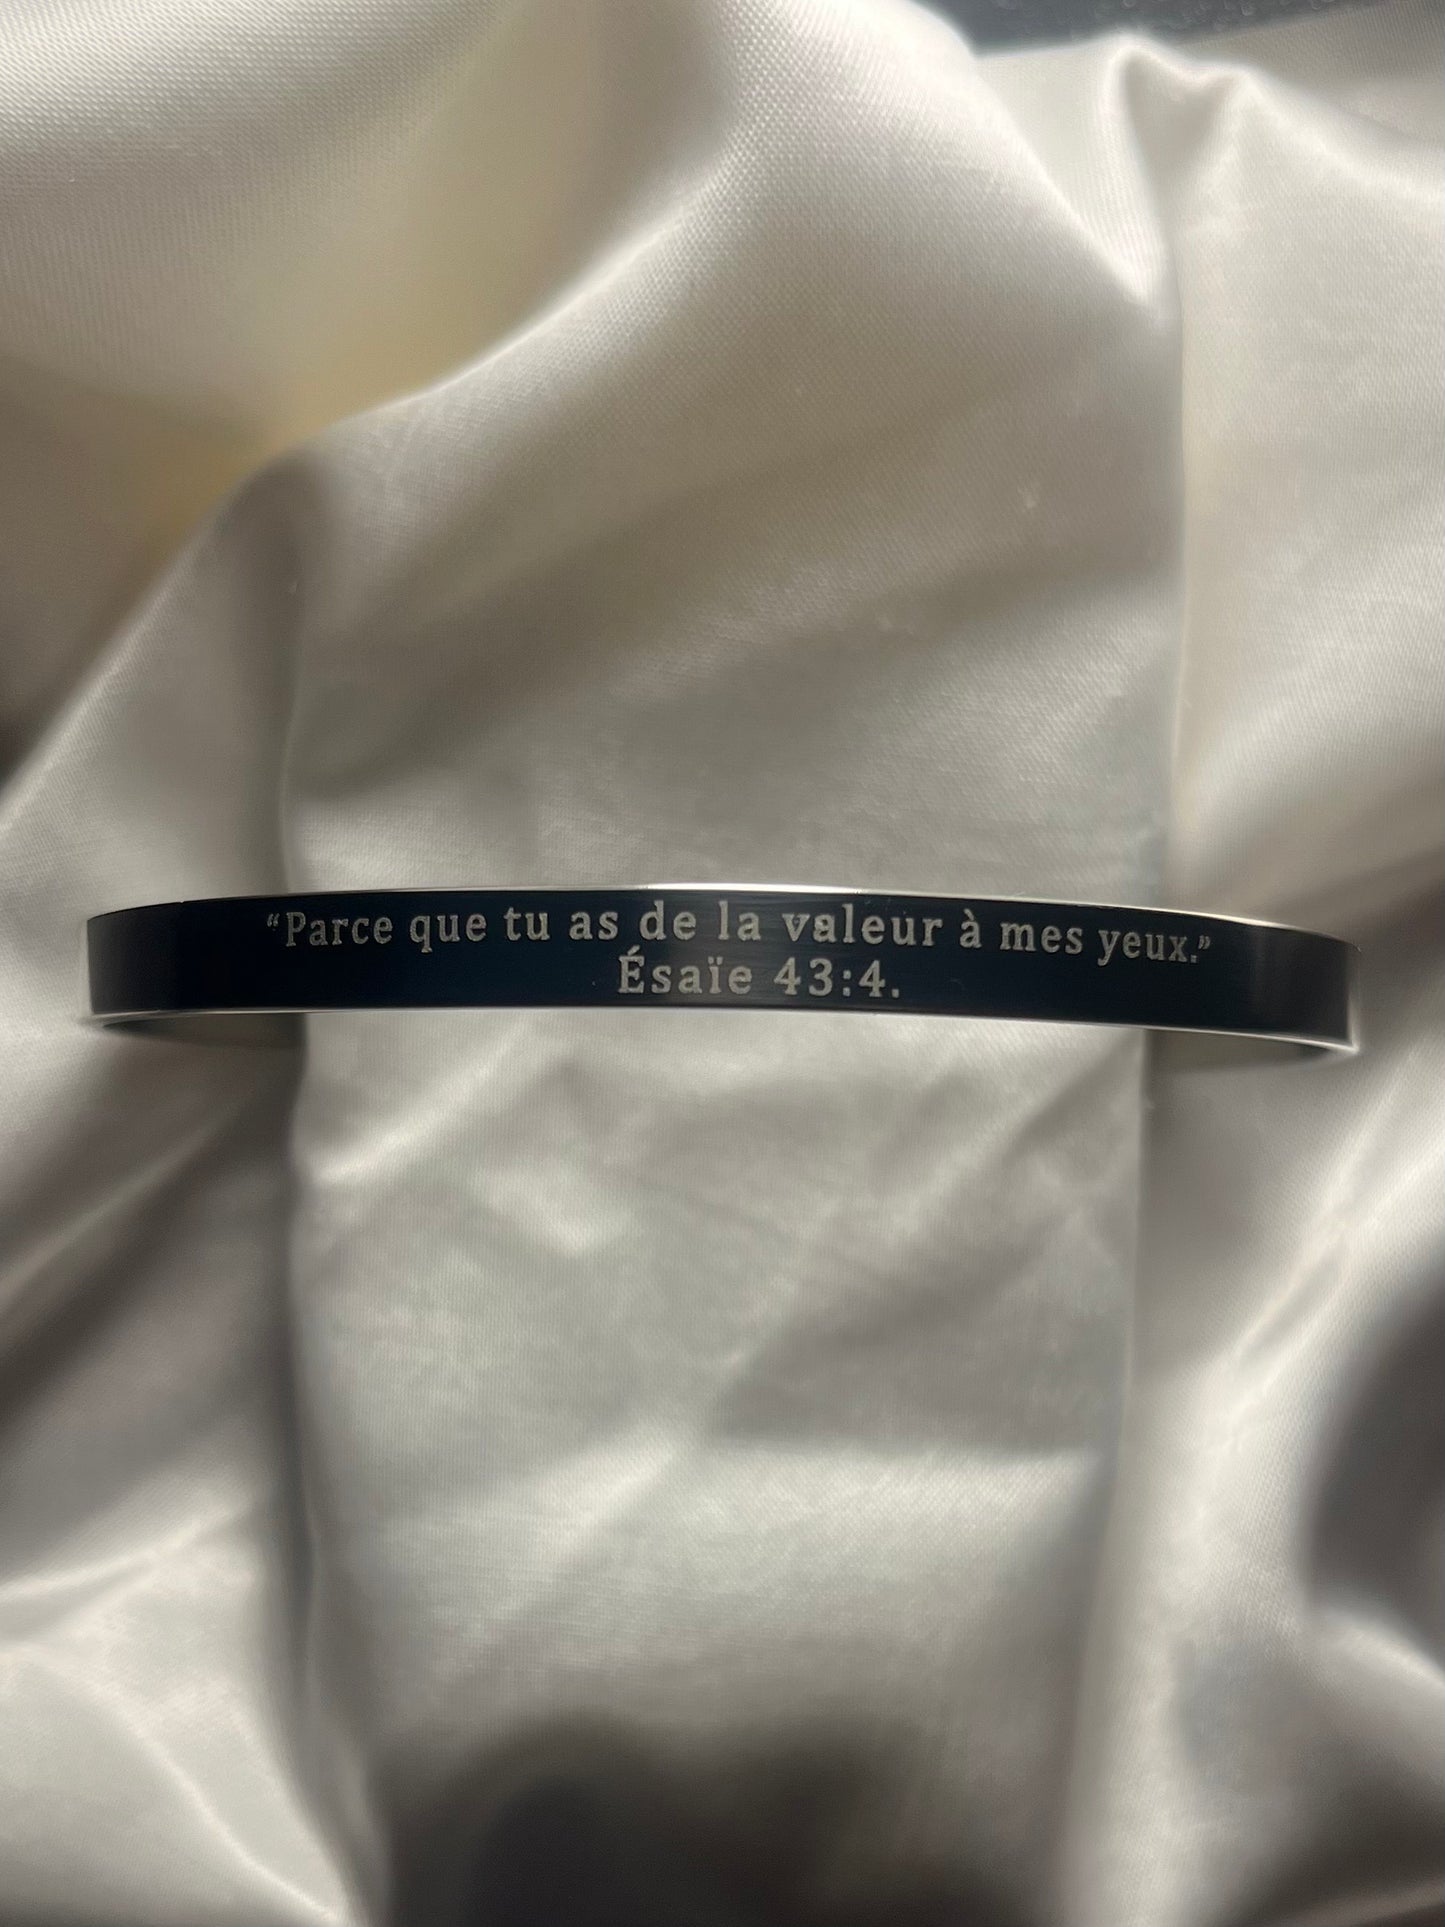 “Parce que tu as de la valeur à mes yeux.”
Ésaïe 43:4.